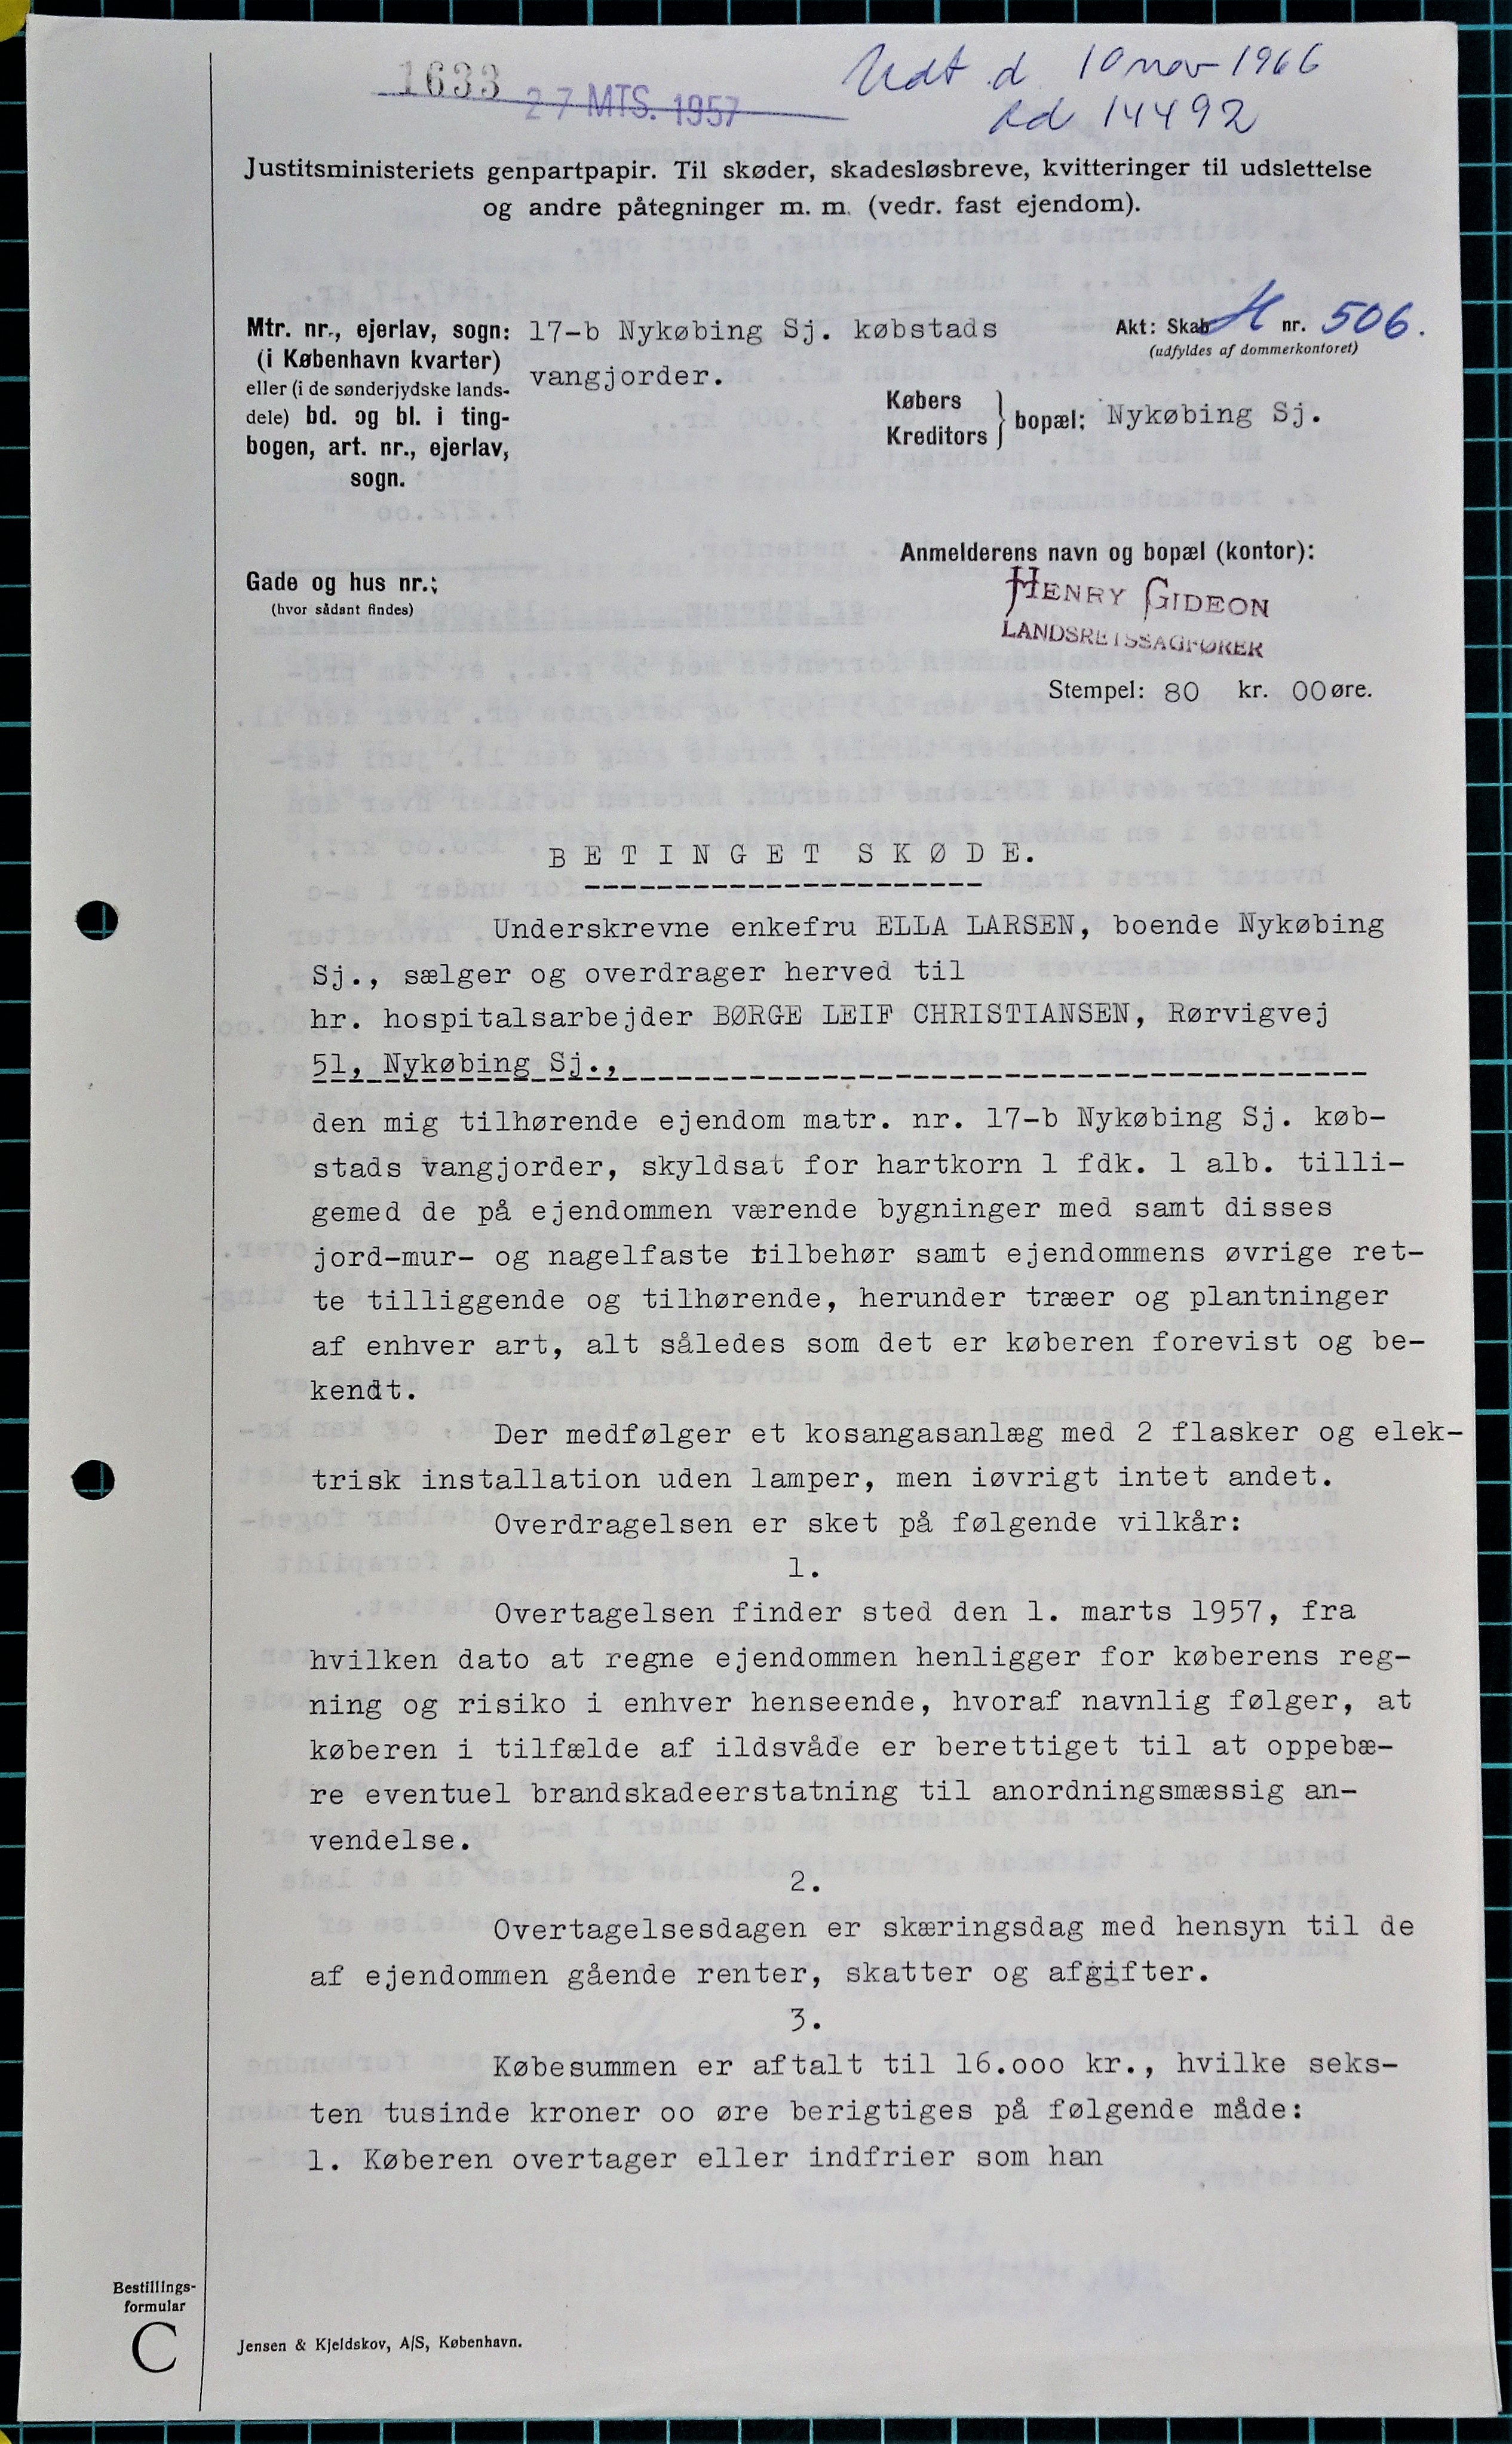 1633 27 MTS. 1957
Udt d 10 nov 1966
Rd 14492
Justitsministeriets genpartpapir. Til skøder, skadesløsbreve, kvitteringer til udslettelse
og andre påtegninger m. m. (vedr. fast ejendom).
Mtr. nr., ejerlav, sogn: 17-b Nykøbing Sj. købstads
(i København kvarter) vangjorder.
eller (i de sønderjydske lands-
dele) bd. og bl. i ting-
bogen, art. nr., ejerlav,
sogn.
Akt: Skab H nr. 506.
(udfyldes af dommerkontoret)
Købers
Kreditors } bopæl: Nykøbing Sj.
Gade og hus nr.:
(hvor sådant findes)
Anmelderens navn og bopæl (kontor):
HENRY GIDEON
LANDSRETSSAGFØRER
Stempel: 80 kr. 00 øre.
BETINGET SKØDE.
Underskrevne enkefru ELLA LARSEN, boende Nykøbing
Sj., sælger og overdrager herved til
hr. hospitalsarbejder BØRGE LEIF CHRISTIANSEN, Rørvigvej
51, Nykøbing Sj.,
den mig tilhørende ejendom matr. nr. 17-b Nykøbing Sj. køb-
stads vangjorder, skyldsat for hartkorn 1 fdk. 1 alb. tilli-
gemed de på ejendommen værende bygninger med samt disses
jord-mur- og nagelfaste tilbehør samt ejendommens øvrige ret-
te tilliggende og tilhørende, herunder træer og plantninger
af enhver art, alt således som det er køberen forevist og be-
kendt.
Der medfølger et kosangasanlæg med 2 flasker og elek-
trisk installation uden lamper, men iøvrigt intet andet.
Overdragelsen er sket på følgende vilkår:
1.
Overtagelsen finder sted den 1. marts 1957, fra
hvilken dato at regne ejendommen henligger for køberens reg-
ning og risiko i enhver henseende, hvoraf navnlig følger, at
køberen i tilfælde af ildsvåde er berettiget til at oppebæ-
re eventuel brandskadeerstatning til anordningsmæssig an-
vendelse.
2.
Overtagelsesdagen er skæringsdag med hensyn til de
af ejendommen gående renter, skatter og afgifter.
3.
Købesummen er aftalt til 16.ooo kr., hvilke seks-
ten tusinde kroner oo øre berigtiges på følgende måde:
1. Køberen overtager eller indfrier som han
Bestillings-
formular
C
Jensen & Kjeldskov, A/S, København.